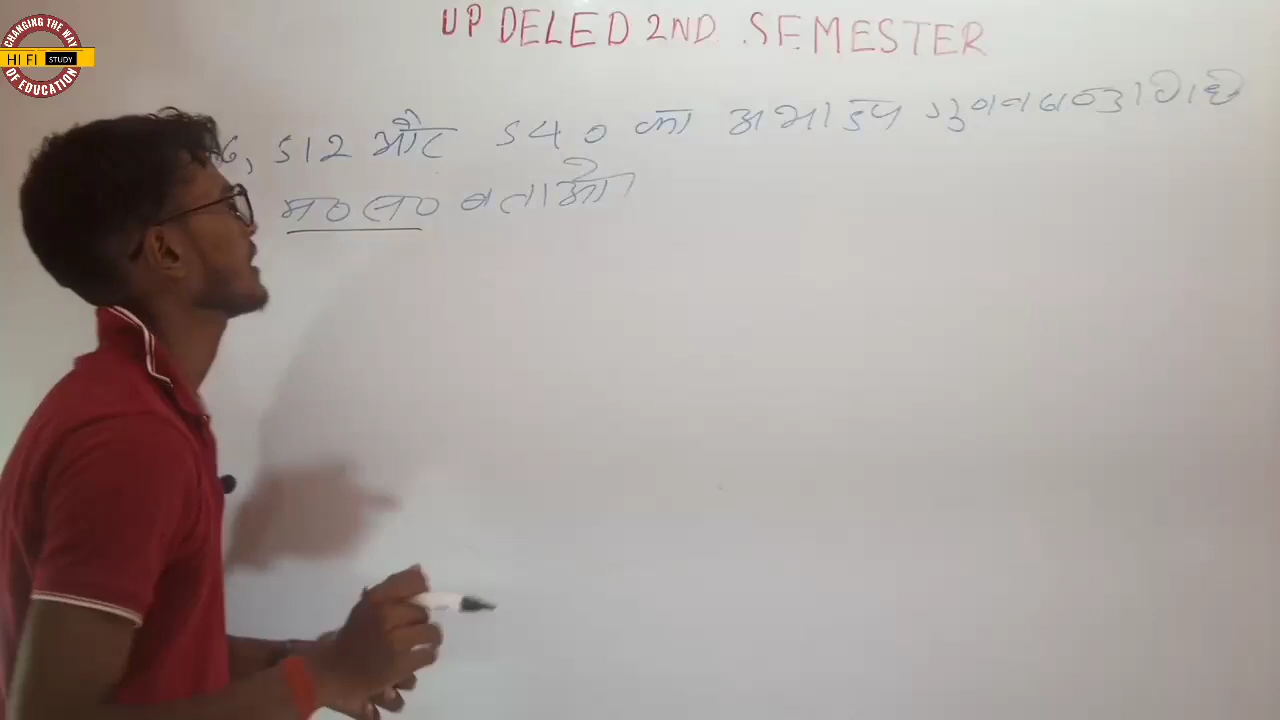 CHANGING THE WAY
HI FI STUDY
OF EDUCATION
UP DELED 2ND SEMESTER
6, 512 और 540 का अभाज्य गुणनखण्ड विधि
म०स० बताओ।